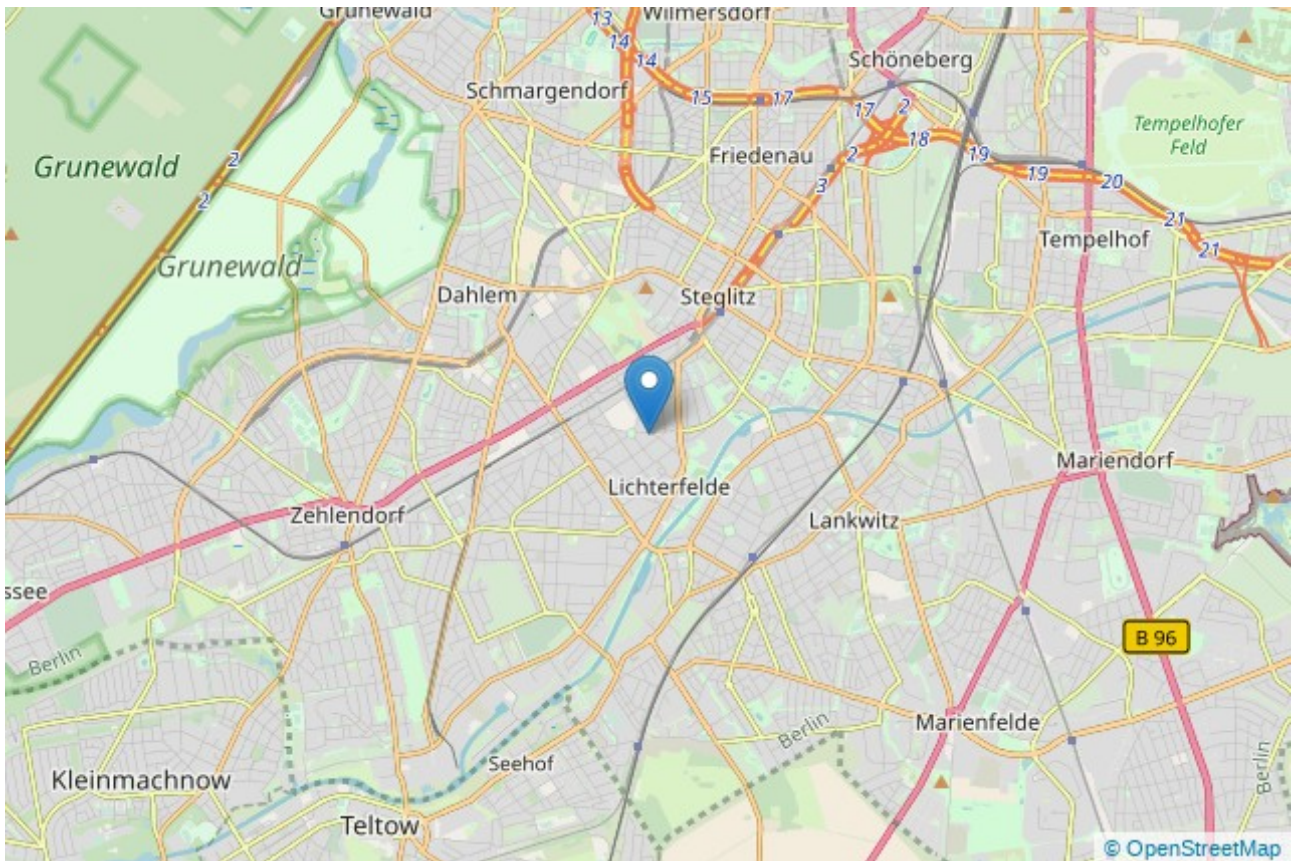 Grunewald
Wilmersdorf
13
14
14
Schöneberg
Schmargendorf
15
17
17
2
Tempelhofer
Feld
18
Friedenau
2
19
Grunewald
2
19
20
3
2
21
Tempelhof
21
Grunewald
Dahlem
Steglitz
Mariendorf
Lichterfelde
Zehlendorf
Lankwitz
ssee
B 96
Berlin
Marienfelde
Berlin
Seehof
Berlin
Kleinmachnow
Teltow
© OpenStreetMap